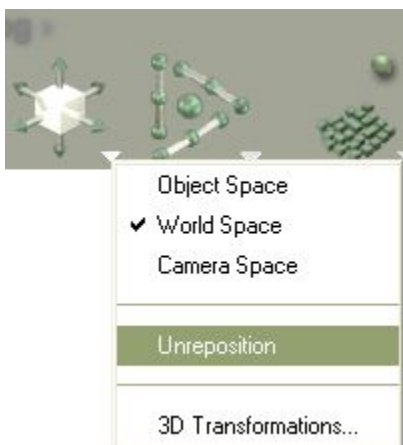 Object Space
World Space
Camera Space
Unreposition
3D Transformations...